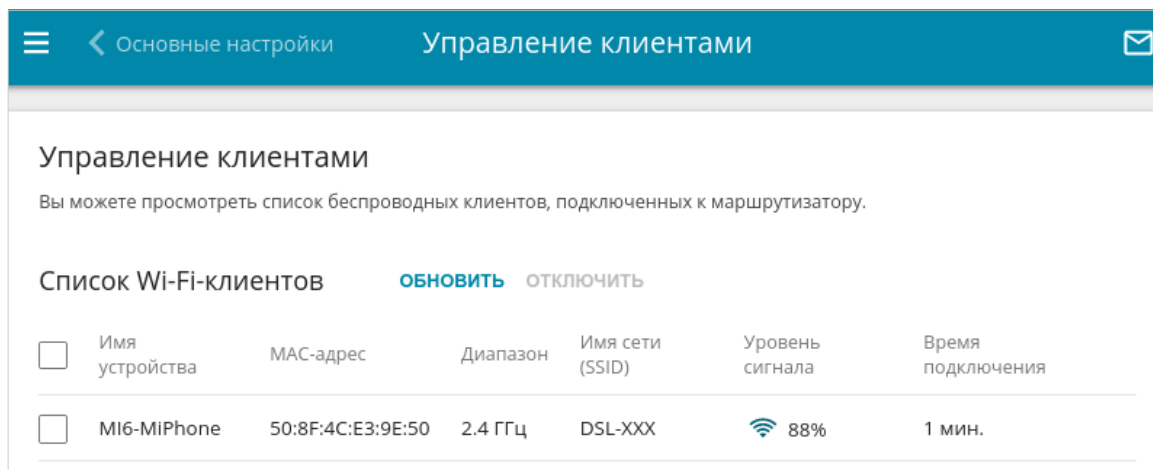 Основные настройки Управление клиентами
Управление клиентами
Вы можете просмотреть список беспроводных клиентов, подключенных к маршрутизатору.
Список Wi-Fi-клиентов ОБНОВИТЬ ОТКЛЮЧИТЬ
Имя устройства MAC-адрес Диапазон Имя сети (SSID) Уровень сигнала Время подключения
MI6-MiPhone 50:8F:4C:E3:9E:50 2.4 ГГц DSL-XXX 88% 1 мин.